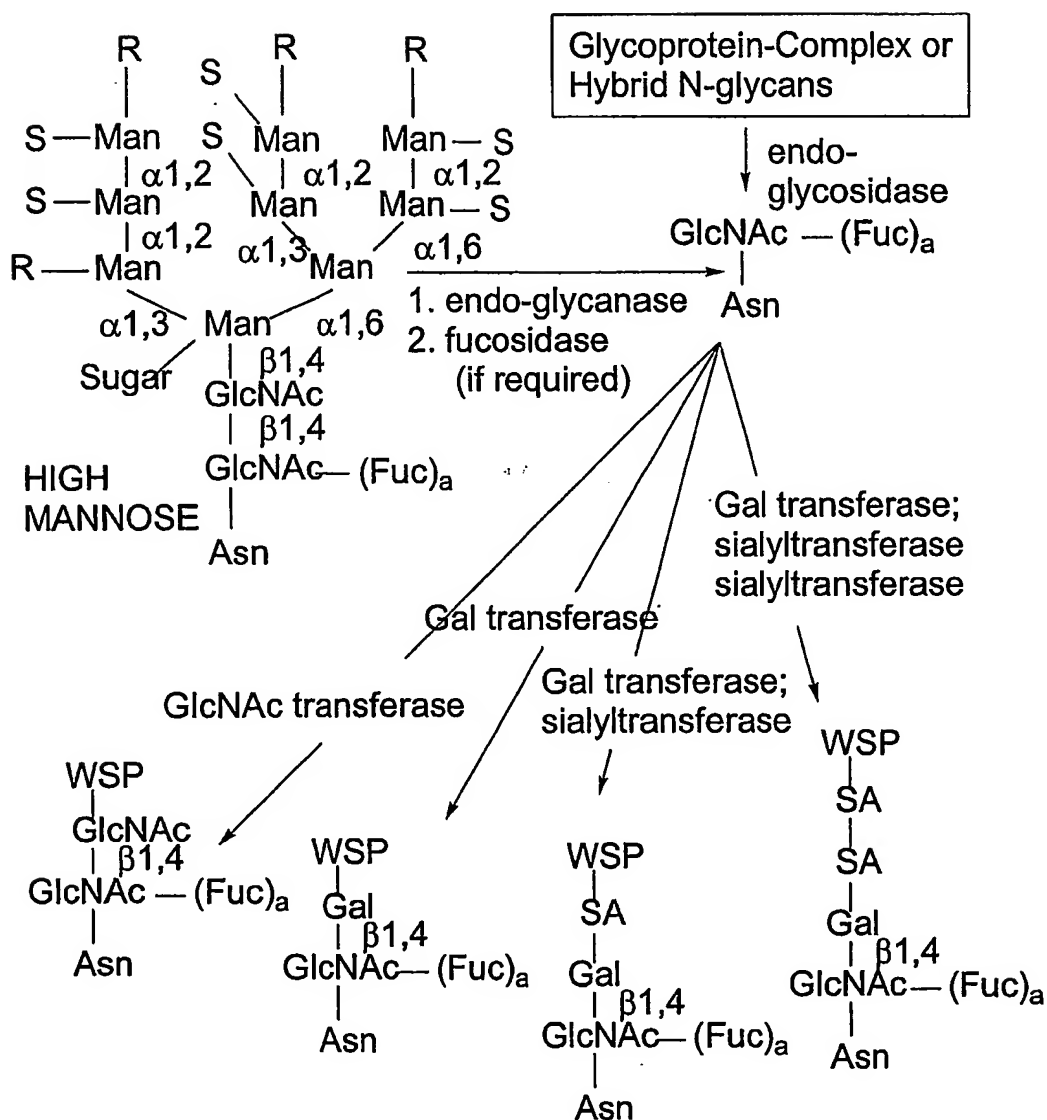 Glycoprotein-Complex or
Hybrid N-glycans
R
S
R
R
S—Man
S
Man
Man—S
α1,2
α1,2
α1,2
S—Man
Man
Man—S
α1,2
α1,3
Man
α1,6
R—Man
α1,3
Man
α1,6
Sugar
β1,4
GlcNAc
β1,4
GlcNAc—(Fuc)a
Asn
HIGH
MANNOSE
1. endo-glycanase
2. fucosidase
(if required)
endo-
glycosidase
GlcNAc—(Fuc)a
Asn
GlcNAc transferase
Gal transferase
Gal transferase;
sialyltransferase
Gal transferase;
sialyltransferase
sialyltransferase
WSP
GlcNAc
β1,4
GlcNAc—(Fuc)a
Asn
WSP
Gal
β1,4
GlcNAc—(Fuc)a
Asn
WSP
SA
Gal
β1,4
GlcNAc—(Fuc)a
Asn
WSP
SA
SA
Gal
β1,4
GlcNAc—(Fuc)a
Asn